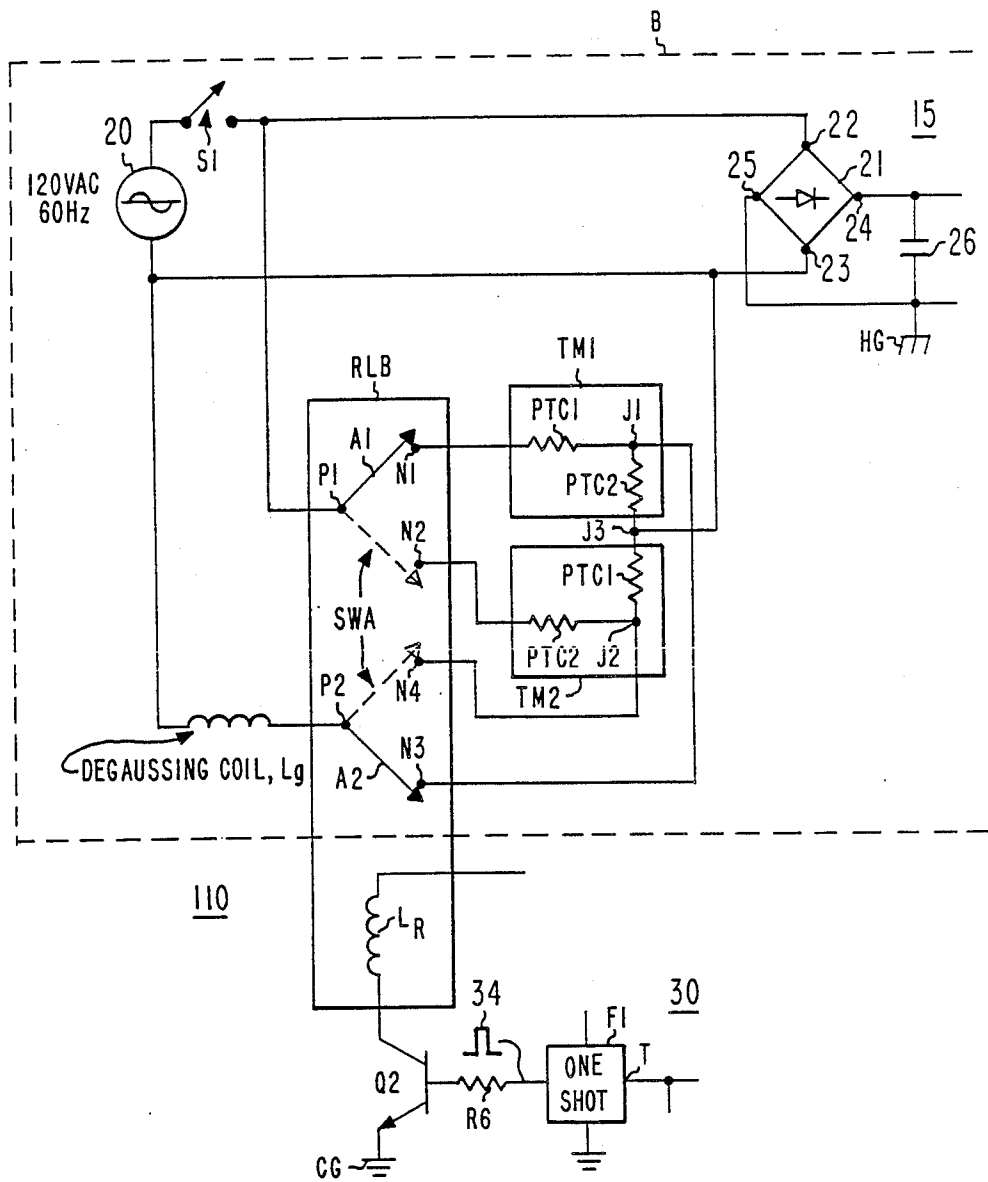 B
20
S1
120VAC
60Hz
22
15
21
25
24
23
26
HG
RLB
TM1
PTC1
J1
A1
N1
P1
PTC2
J3
N2
PTC1
SWA
PTC2
J2
N4
P2
TM2
N3
DEGAUSSING COIL, Lg
A2
110
LR
34
30
F1
T
ONE
SHOT
Q2
R6
CG